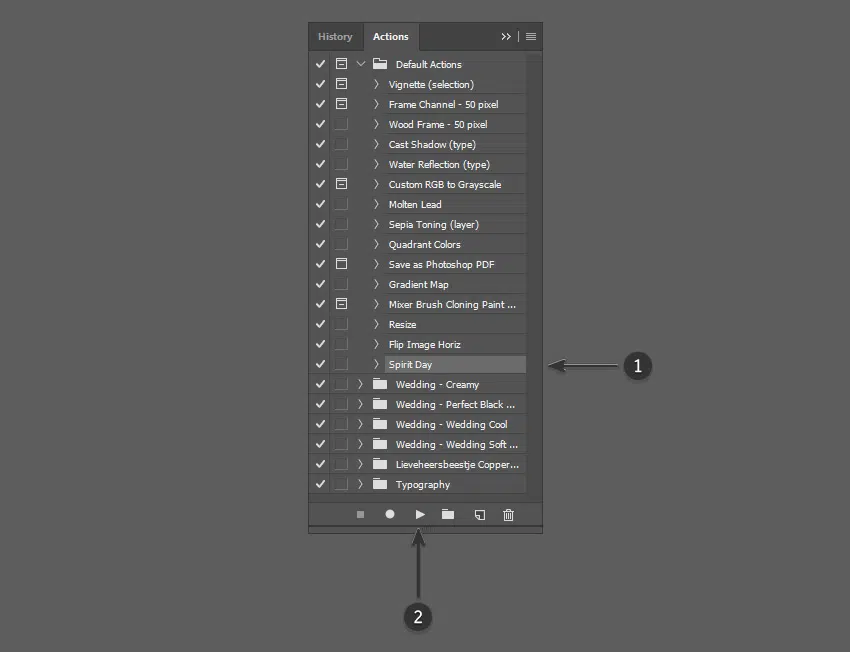 History Actions
Default Actions
Vignette (selection)
Frame Channel - 50 pixel
Wood Frame - 50 pixel
Cast Shadow (type)
Water Reflection (type)
Custom RGB to Grayscale
Molten Lead
Sepia Toning (layer)
Quadrant Colors
Save as Photoshop PDF
Gradient Map
Mixer Brush Cloning Paint ...
Resize
Flip Image Horiz
Spirit Day
1
Wedding - Creamy
Wedding - Perfect Black ...
Wedding - Wedding Cool
Wedding - Wedding Soft ...
Lieveheersbeestje Copper...
Typography
2